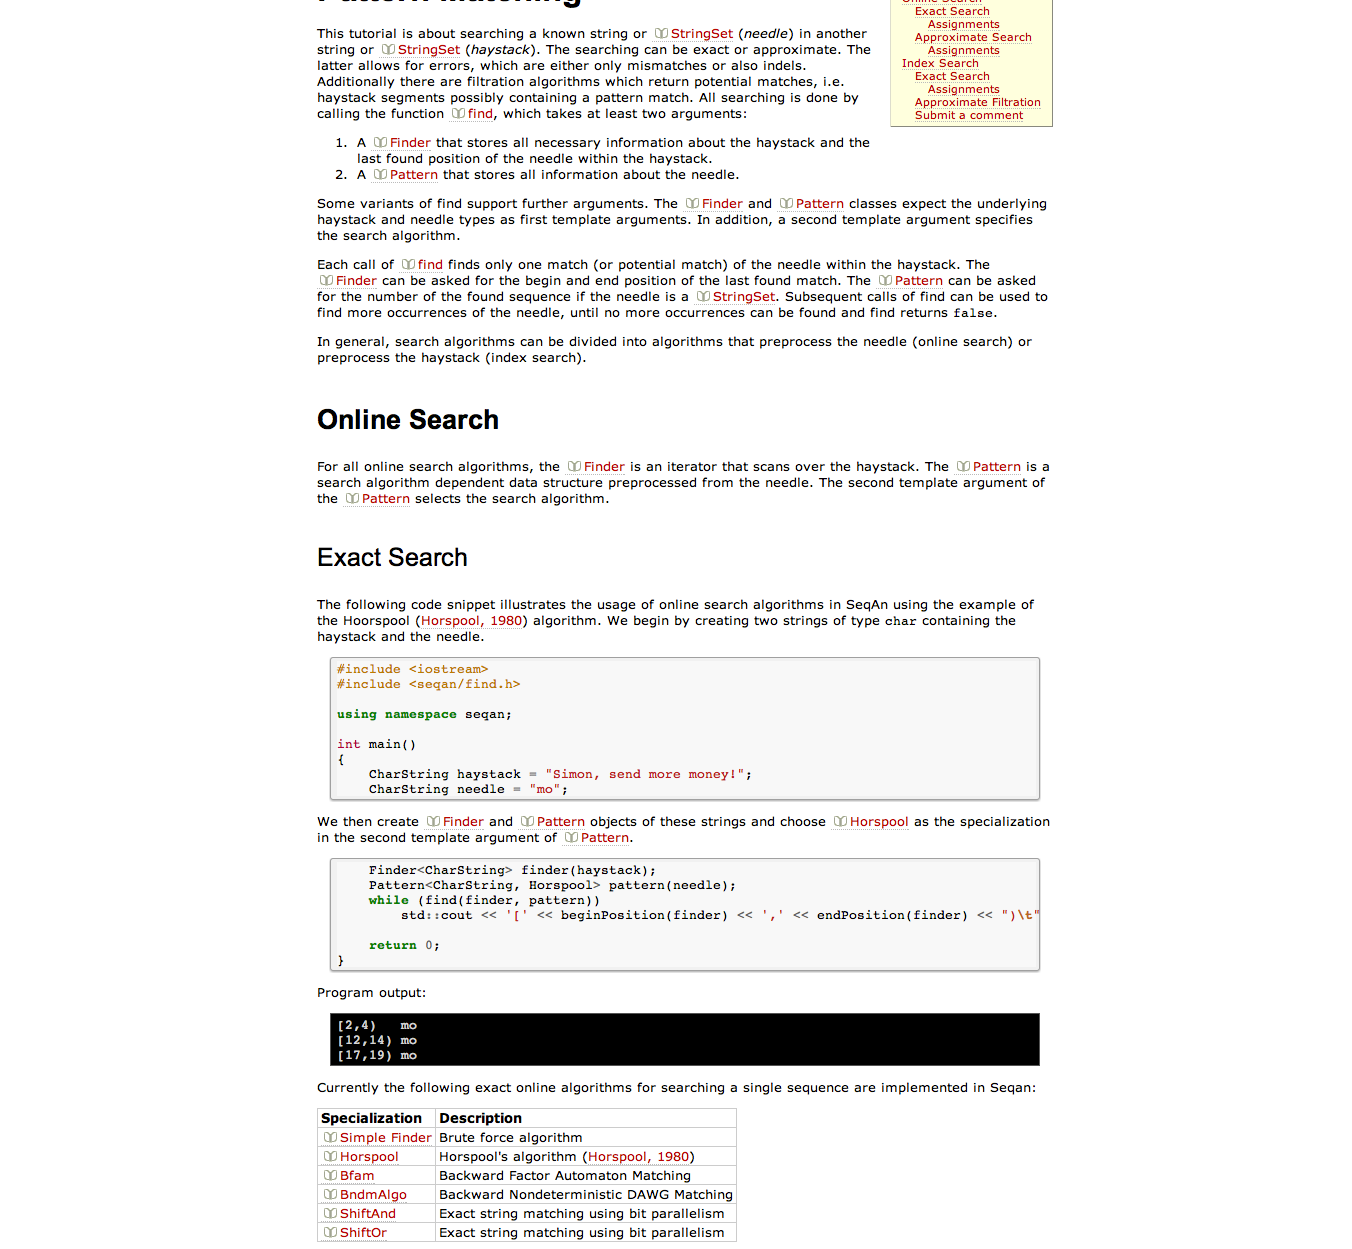 Pattern Matching
This tutorial is about searching a known string or StringSet (needle) in another
string or StringSet (haystack). The searching can be exact or approximate. The
latter allows for errors, which are either only mismatches or also indels.
Additionally there are filtration algorithms which return potential matches, i.e.
haystack segments possibly containing a pattern match. All searching is done by
calling the function find, which takes at least two arguments:
1. A Finder that stores all necessary information about the haystack and the
last found position of the needle within the haystack.
2. A Pattern that stores all information about the needle.
Online Search
Exact Search
Assignments
Approximate Search
Assignments
Index Search
Exact Search
Assignments
Approximate Filtration
Submit a comment
Some variants of find support further arguments. The Finder and Pattern classes expect the underlying
haystack and needle types as first template arguments. In addition, a second template argument specifies
the search algorithm.
Each call of find finds only one match (or potential match) of the needle within the haystack. The
Finder can be asked for the begin and end position of the last found match. The Pattern can be asked
for the number of the found sequence if the needle is a StringSet. Subsequent calls of find can be used to
find more occurrences of the needle, until no more occurrences can be found and find returns false.
In general, search algorithms can be divided into algorithms that preprocess the needle (online search) or
preprocess the haystack (index search).
Online Search
For all online search algorithms, the Finder is an iterator that scans over the haystack. The Pattern is a
search algorithm dependent data structure preprocessed from the needle. The second template argument of
the Pattern selects the search algorithm.
Exact Search
The following code snippet illustrates the usage of online search algorithms in SeqAn using the example of
the Hoorspool (Horspool, 1980) algorithm. We begin by creating two strings of type char containing the
haystack and the needle.
#include <iostream>
#include <seqan/find.h>
using namespace seqan;
int main()
{
CharString haystack = "Simon, send more money!";
CharString needle = "mo";
We then create Finder and Pattern objects of these strings and choose Horspool as the specialization
in the second template argument of Pattern.
Finder<CharString> finder(haystack);
Pattern<CharString, Horspool> pattern(needle);
while (find(finder, pattern))
std::cout << '[' << beginPosition(finder) << ',' << endPosition(finder) << ")\t"
return 0;
}
Program output:
[2,4) mo
[12,14) mo
[17,19) mo
Currently the following exact online algorithms for searching a single sequence are implemented in Seqan:
Specialization Description
Simple Finder Brute force algorithm
Horspool Horspool's algorithm (Horspool, 1980)
Bfam Backward Factor Automaton Matching
BndmAlgo Backward Nondeterministic DAWG Matching
ShiftAnd Exact string matching using bit parallelism
ShiftOr Exact string matching using bit parallelism